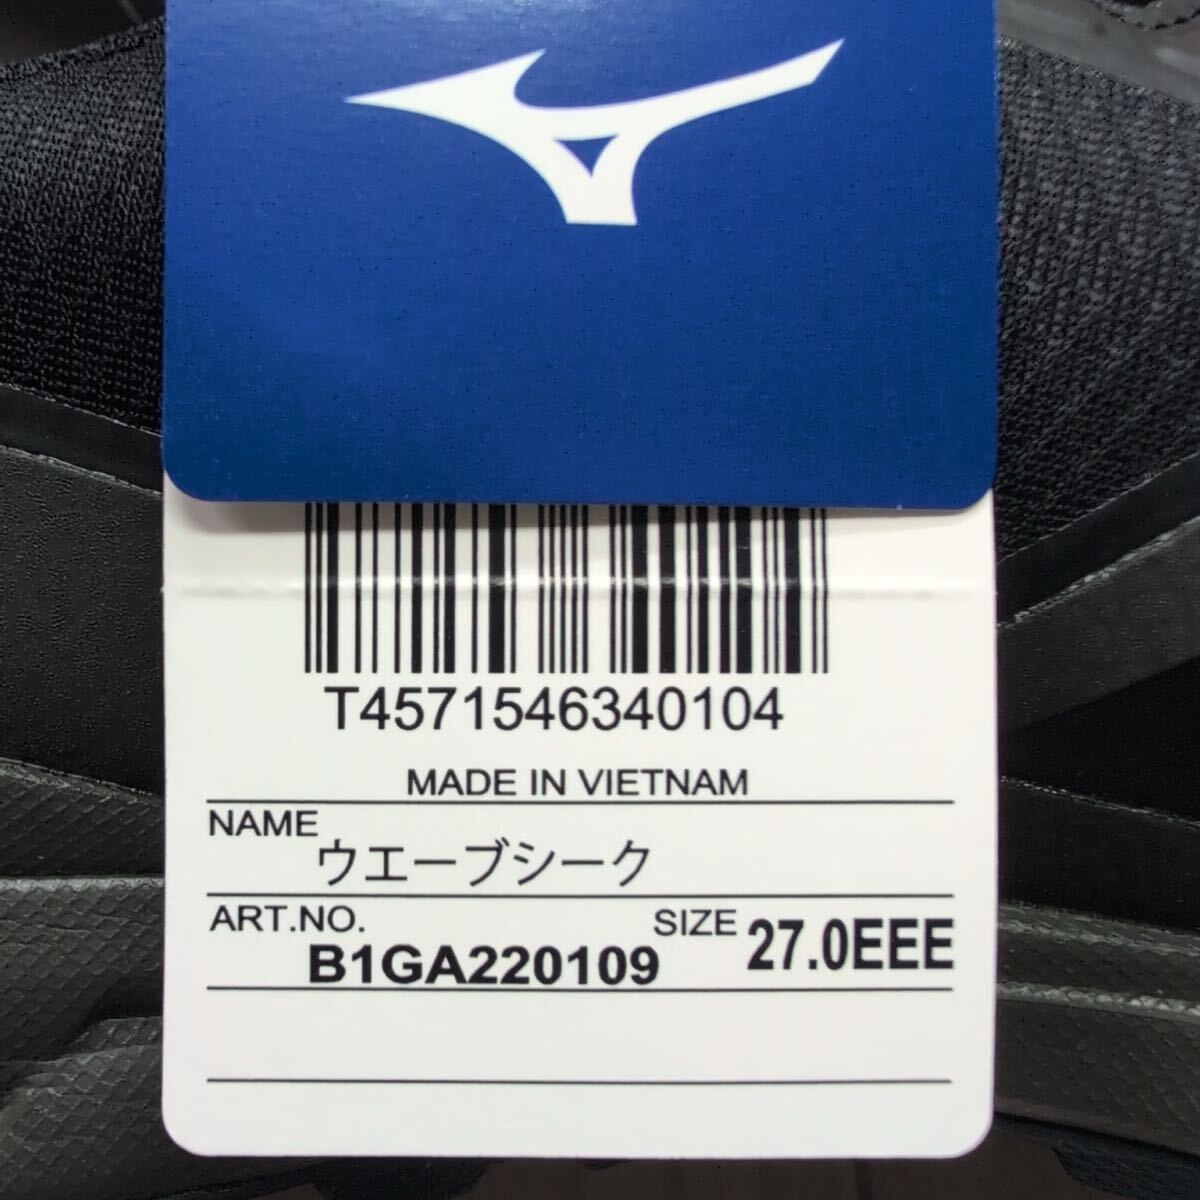 T4571546340104
MADE IN VIETNAM
NAME
ウエーブシーク
ART.NO.
B1GA220109
SIZE 27.0EEE